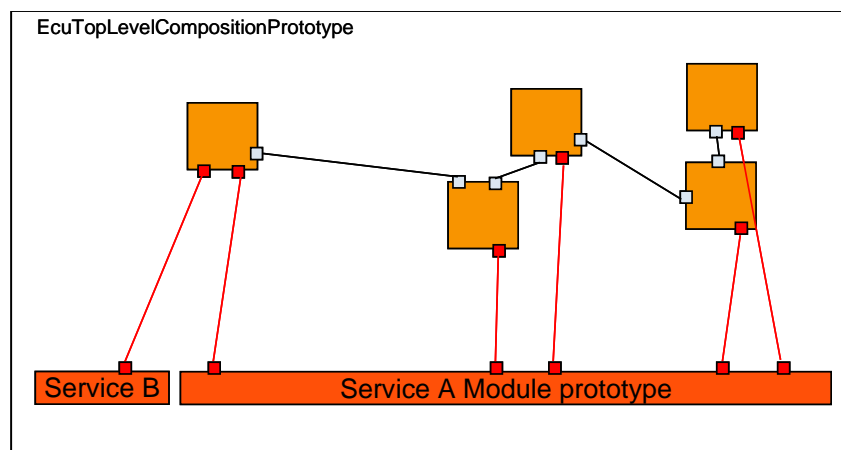 EcuTopLevelCompositionPrototype
Service B
Service A Module prototype